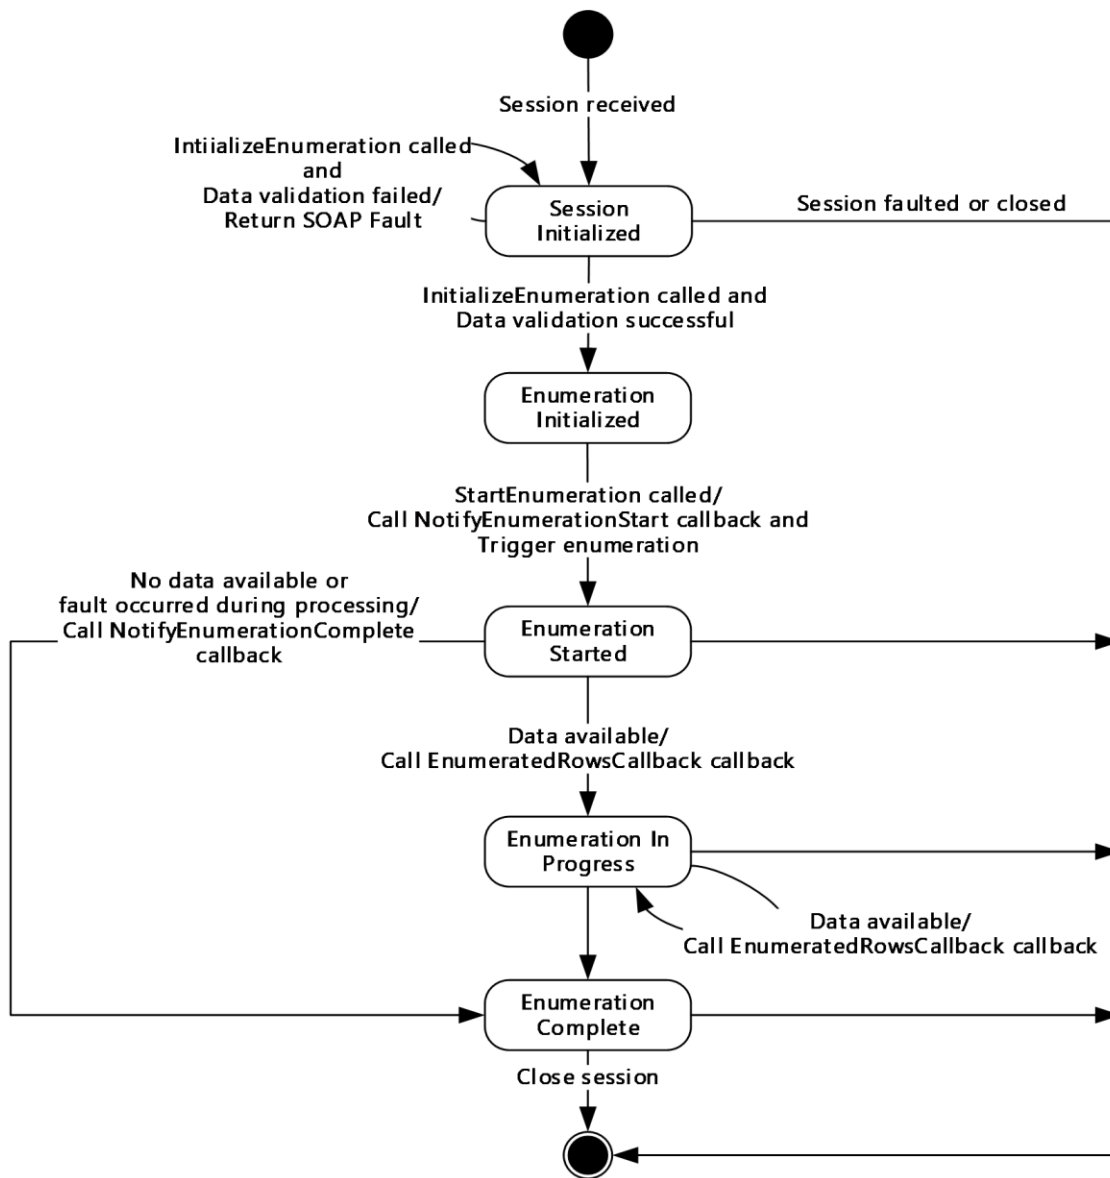 Session received
IntiializeEnumeration called
and
Data validation failed/
Return SOAP Fault
Session
Initialized
Session faulted or closed
InitializeEnumeration called and
Data validation successful
Enumeration
Initialized
StartEnumeration called/
Call NotifyEnumerationStart callback and
Trigger enumeration
No data available or
fault occurred during processing/
Call NotifyEnumerationComplete
callback
Enumeration
Started
Data available/
Call EnumeratedRowsCallback callback
Enumeration In
Progress
Data available/
Call EnumeratedRowsCallback callback
Enumeration
Complete
Close session